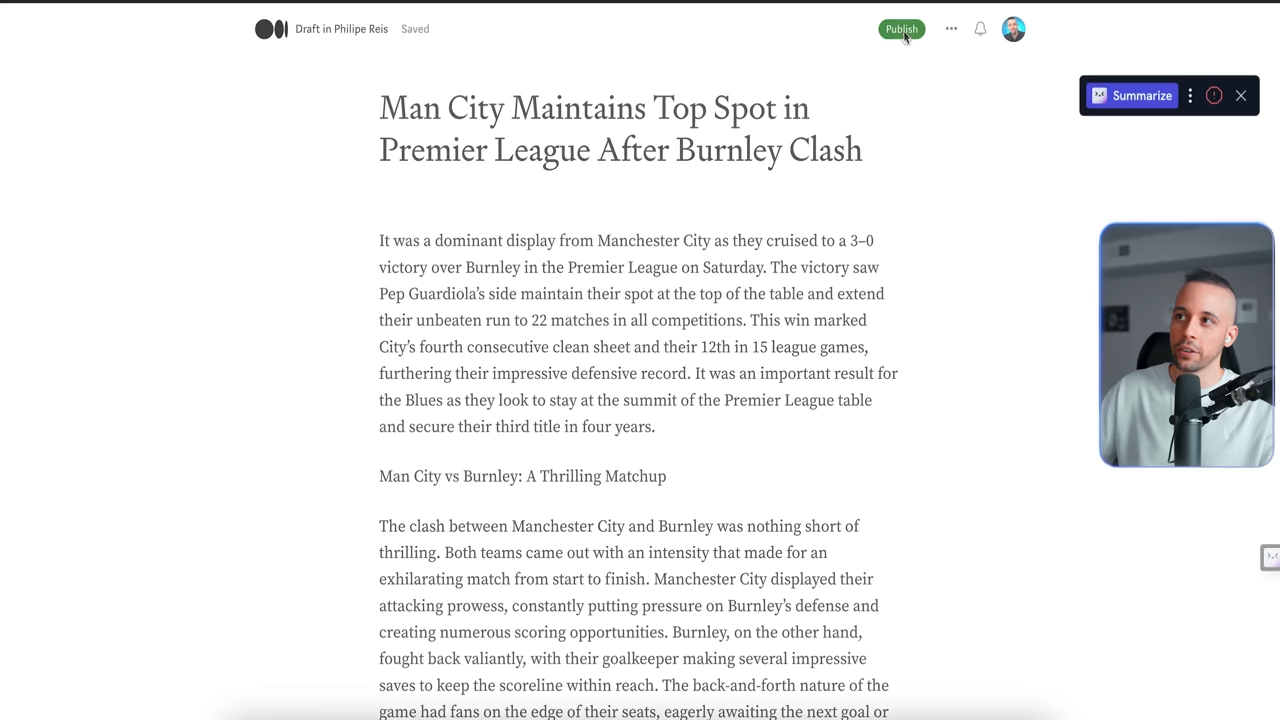 Draft in Philipe Reis Saved
Publish
Summarize
Man City Maintains Top Spot in
Premier League After Burnley Clash
It was a dominant display from Manchester City as they cruised to a 3–0
victory over Burnley in the Premier League on Saturday. The victory saw
Pep Guardiola’s side maintain their spot at the top of the table and extend
their unbeaten run to 22 matches in all competitions. This win marked
City’s fourth consecutive clean sheet and their 12th in 15 league games,
furthering their impressive defensive record. It was an important result for
the Blues as they look to stay at the summit of the Premier League table
and secure their third title in four years.
Man City vs Burnley: A Thrilling Matchup
The clash between Manchester City and Burnley was nothing short of
thrilling. Both teams came out with an intensity that made for an
exhilarating match from start to finish. Manchester City displayed their
attacking prowess, constantly putting pressure on Burnley’s defense and
creating numerous scoring opportunities. Burnley, on the other hand,
fought back valiantly, with their goalkeeper making several impressive
saves to keep the scoreline within reach. The back-and-forth nature of the
game had fans on the edge of their seats, eagerly awaiting the next goal or